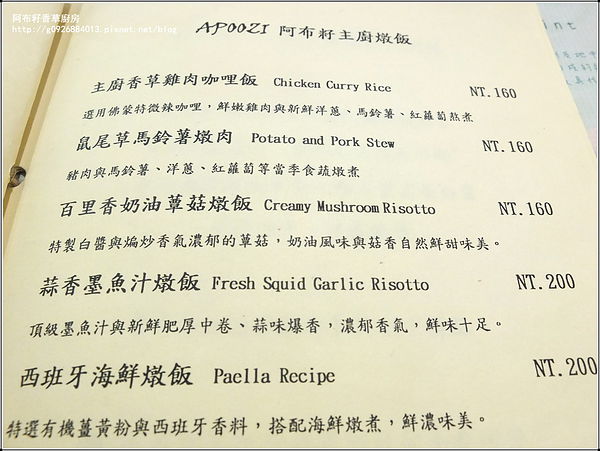 阿布籽香草廚房
http://g0926884013.pixnet.net/blog
APOOZI 阿布籽主廚燉飯
主廚香草雞肉咖哩飯 Chicken Curry Rice NT.160
選用佛蒙特微辣咖哩，鮮嫩雞肉與新鮮洋蔥、馬鈴薯、紅蘿蔔熬煮
鼠尾草馬鈴薯燉肉 Potato and Pork Stew NT.160
豬肉與馬鈴薯、洋蔥、紅蘿蔔等當季食蔬燉煮
百里香奶油蕈菇燉飯 Creamy Mushroom Risotto NT.160
特製白醬與煸炒香氣濃郁的蕈菇，奶油風味與菇香自然鮮甜味美。
蒜香墨魚汁燉飯 Fresh Squid Garlic Risotto NT.200
頂級墨魚汁與新鮮肥厚中卷、蒜味爆香，濃郁香氣，鮮味十足。
西班牙海鮮燉飯 Paella Recipe NT.200
特選有機薑黃粉與西班牙香料，搭配海鮮燉煮，鮮濃味美。